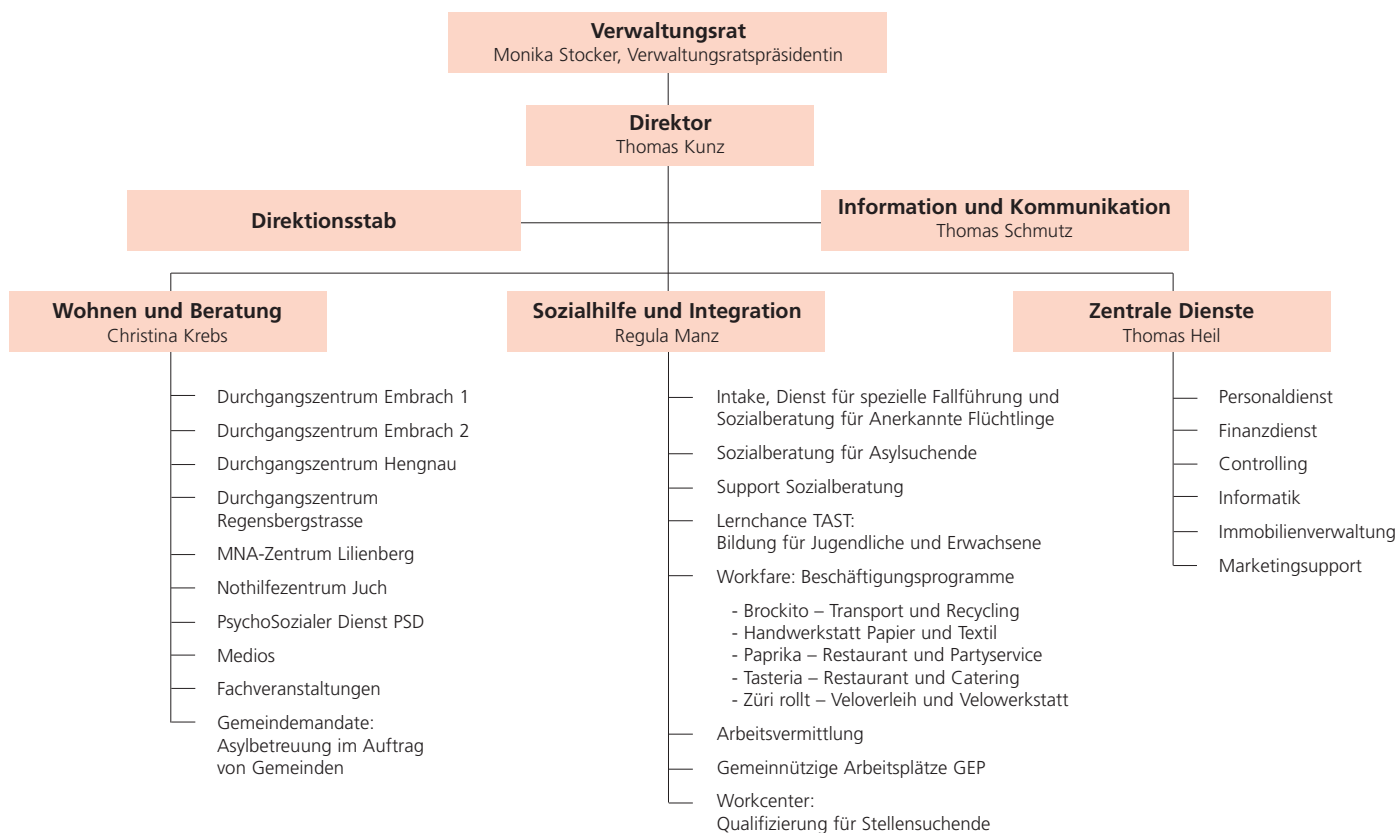 Verwaltungsrat
Monika Stocker, Verwaltungsratspräsidentin
Direktor
Thomas Kunz
Direktionsstab
Information und Kommunikation
Thomas Schmutz
Wohnen und Beratung
Christina Krebs
Durchgangszentrum Embrach 1
Durchgangszentrum Embrach 2
Durchgangszentrum Hengnau
Durchgangszentrum
Regensbergstrasse
MNA-Zentrum Lilienberg
Nothilfezentrum Juch
PsychoSozialer Dienst PSD
Medios
Fachveranstaltungen
Gemeindemandate:
Asylbetreuung im Auftrag
von Gemeinden
Sozialhilfe und Integration
Regula Manz
Intake, Dienst für spezielle Fallführung und
Sozialberatung für Anerkannte Flüchtlinge
Sozialberatung für Asylsuchende
Support Sozialberatung
Lernchance TAST:
Bildung für Jugendliche und Erwachsene
Workfare: Beschäftigungsprogramme
- Brockito – Transport und Recycling
- Handwerkstatt Papier und Textil
- Paprika – Restaurant und Partyservice
- Tasteria – Restaurant und Catering
- Züri rollt – Veloverleih und Velowerkstatt
Arbeitsvermittlung
Gemeinnützige Arbeitsplätze GEP
Workcenter:
Qualifizierung für Stellensuchende
Zentrale Dienste
Thomas Heil
Personaldienst
Finanzdienst
Controlling
Informatik
Immobilienverwaltung
Marketingsupport